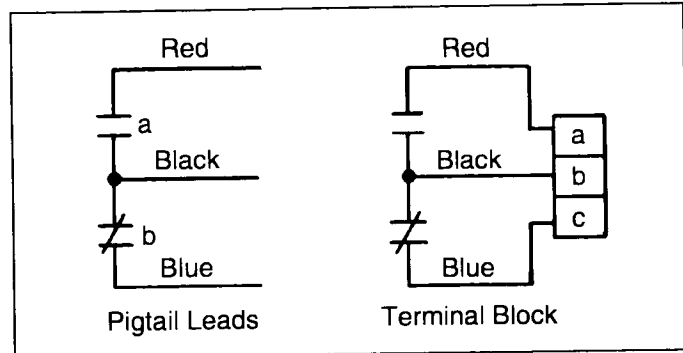 Red
a
Black
b
Blue
Pigtail Leads
Red
a
Black
b
c
Blue
Terminal Block